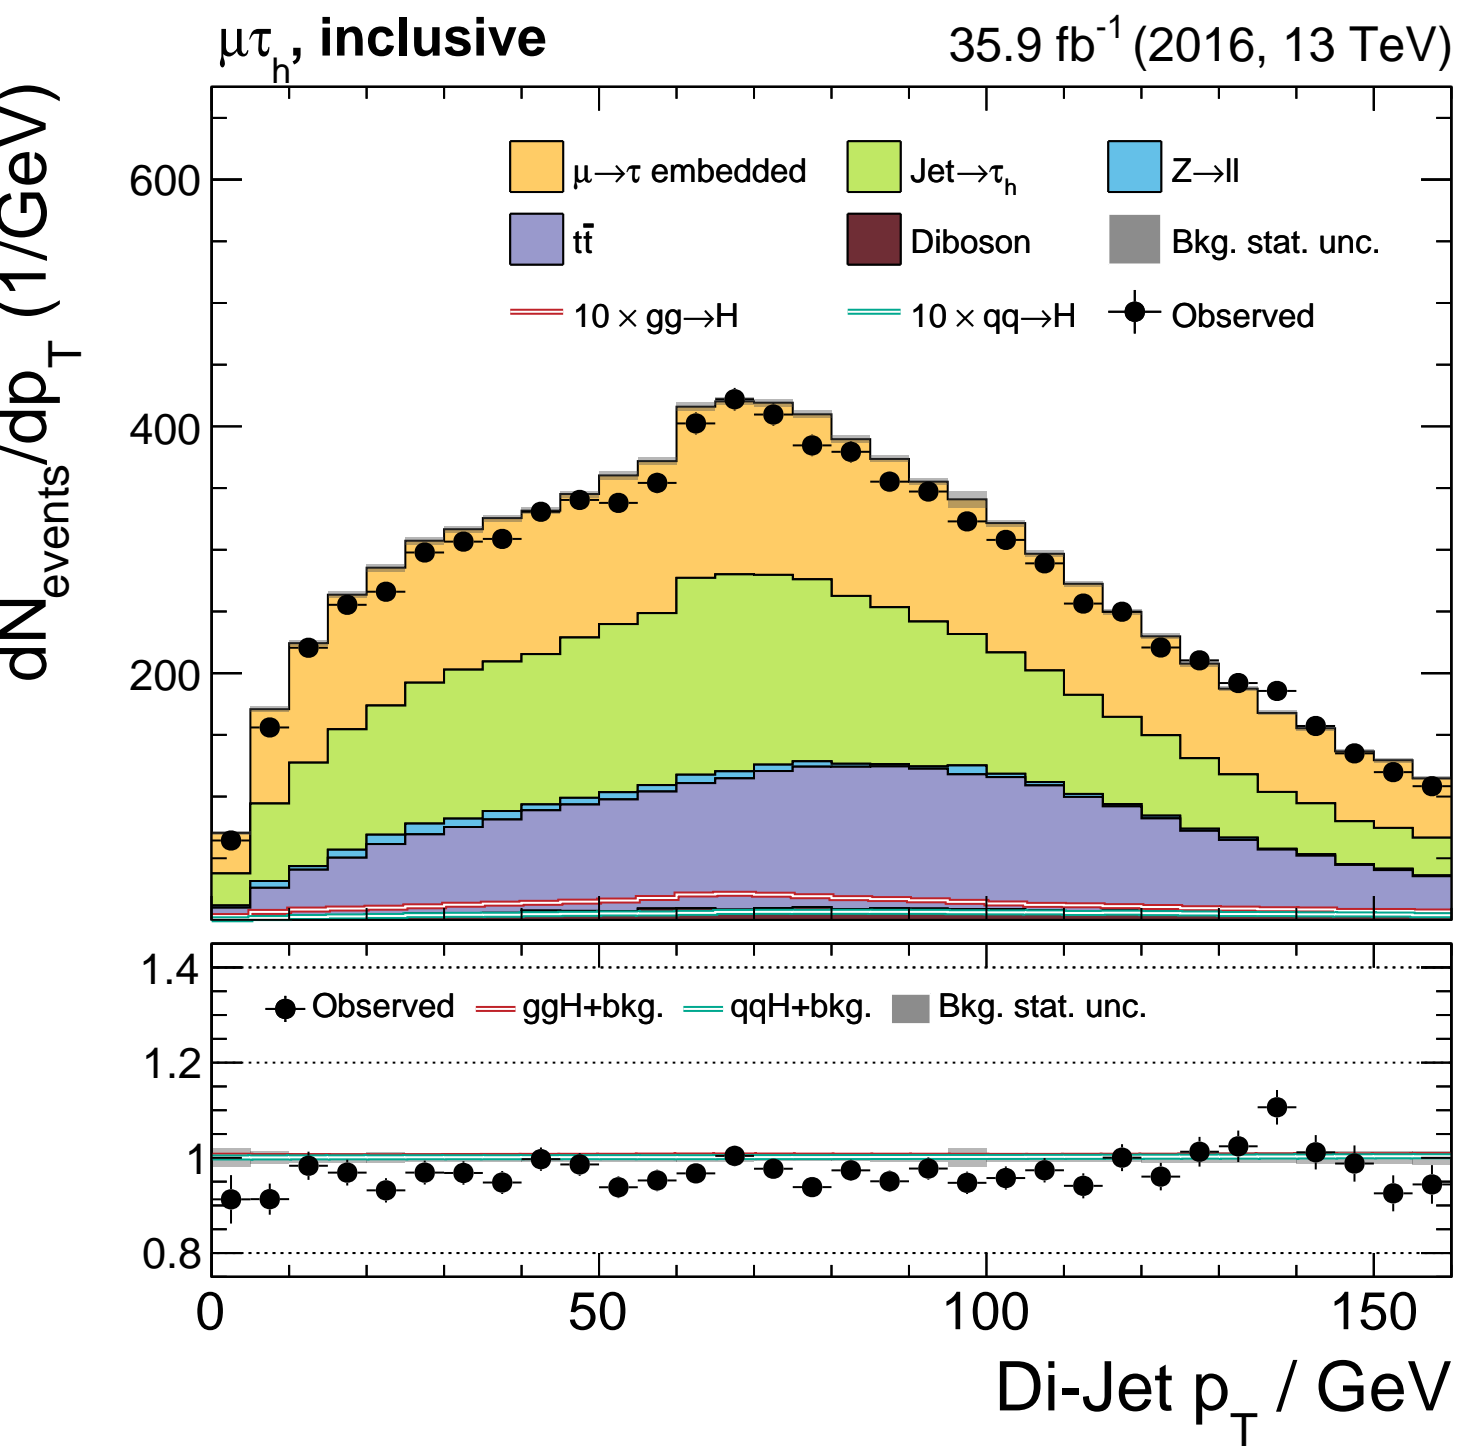 μτh, inclusive 35.9 fb-1 (2016, 13 TeV)
dNevents/dpT (1/GeV)
600
400
200
μ→τ embedded Jet→τh Z→ll
tt̄ Diboson Bkg. stat. unc.
10 × gg→H 10 × qq→H Observed
1.4
1.2
1
0.8
Observed ggH+bkg. qqH+bkg. Bkg. stat. unc.
0 50 100 150
Di-Jet pT / GeV